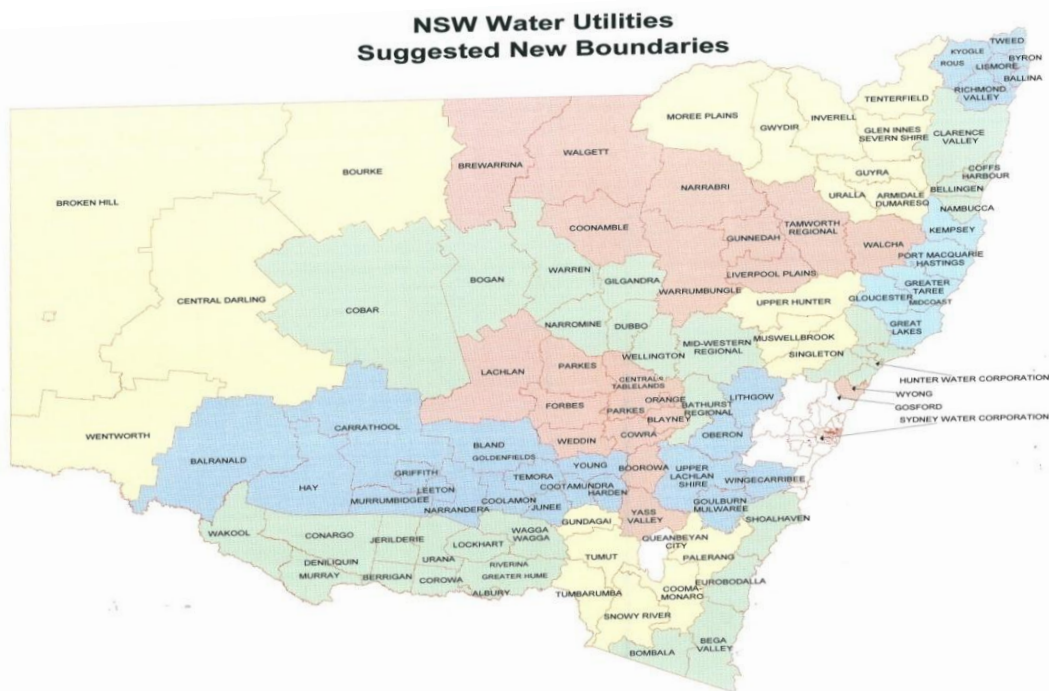 NSW Water Utilities
Suggested New Boundaries
TWEED
KYOGLE
BYRON
ROUS
LISMORE
BALLINA
RICHMOND
VALLEY
TENTERFIELD
MOREE PLAINS
INVERELL
GWYDIR
GLEN INNES
SEVERN SHIRE
CLARENCE
VALLEY
BREWARRINA
WALGETT
BOURKE
GUYRA
COFFS
HARBOUR
NARRABRI
URALLA
ARMIDALE
DUMARESQ
BELLINGEN
BROKEN HILL
NAMBUCCA
COONAMBLE
TAMWORTH
REGIONAL
GUNNEDAH
KEMPSEY
WALCHA
PORT MACQUARIE
HASTINGS
WARREN
BOGAN
GILGANDRA
LIVERPOOL PLAINS
WARRUMBUNGLE
GREATER
TAREE
CENTRAL DARLING
UPPER HUNTER
GLOUCESTER
MIDCOAST
COBAR
NARROMINE
DUBBO
GREAT
LAKES
MUSWELLBROOK
MID-WESTERN
REGIONAL
WELLINGTON
SINGLETON
LACHLAN
PARKES
HUNTER WATER CORPORATION
CENTRAL
TABLELANDS
WYONG
LITHGOW
ORANGE
FORBES
GOSFORD
PARKES
BATHURST
REGIONAL
BLAYNEY
SYDNEY WATER CORPORATION
WENTWORTH
CARRATHOOL
WEDDIN
COWRA
OBERON
BLAND
GOLDENFIELDS
BALRANALD
YOUNG
BOOROWA
UPPER
LACHLAN
SHIRE
GRIFFITH
TEMORA
WINGECARRIBEE
HAY
LEETON
COOTAMUNDRA
HARDEN
MURRUMBIDGEE
COOLAMON
NARRANDERA
JUNEE
GOULBURN
MULWAREE
YASS
VALLEY
GUNDAGAI
SHOALHAVEN
WAKOOL
WAGGA
WAGGA
CONARGO
JERILDERIE
LOCKHART
QUEANBEYAN
CITY
TUMUT
PALERANG
DENILIQUIN
URANA
RIVERINA
MURRAY
BERRIGAN
COROWA
GREATER HUME
ALBURY
TUMBARUMBA
COOMA-
MONARO
EUROBODALLA
SNOWY RIVER
BEGA
VALLEY
BOMBALA